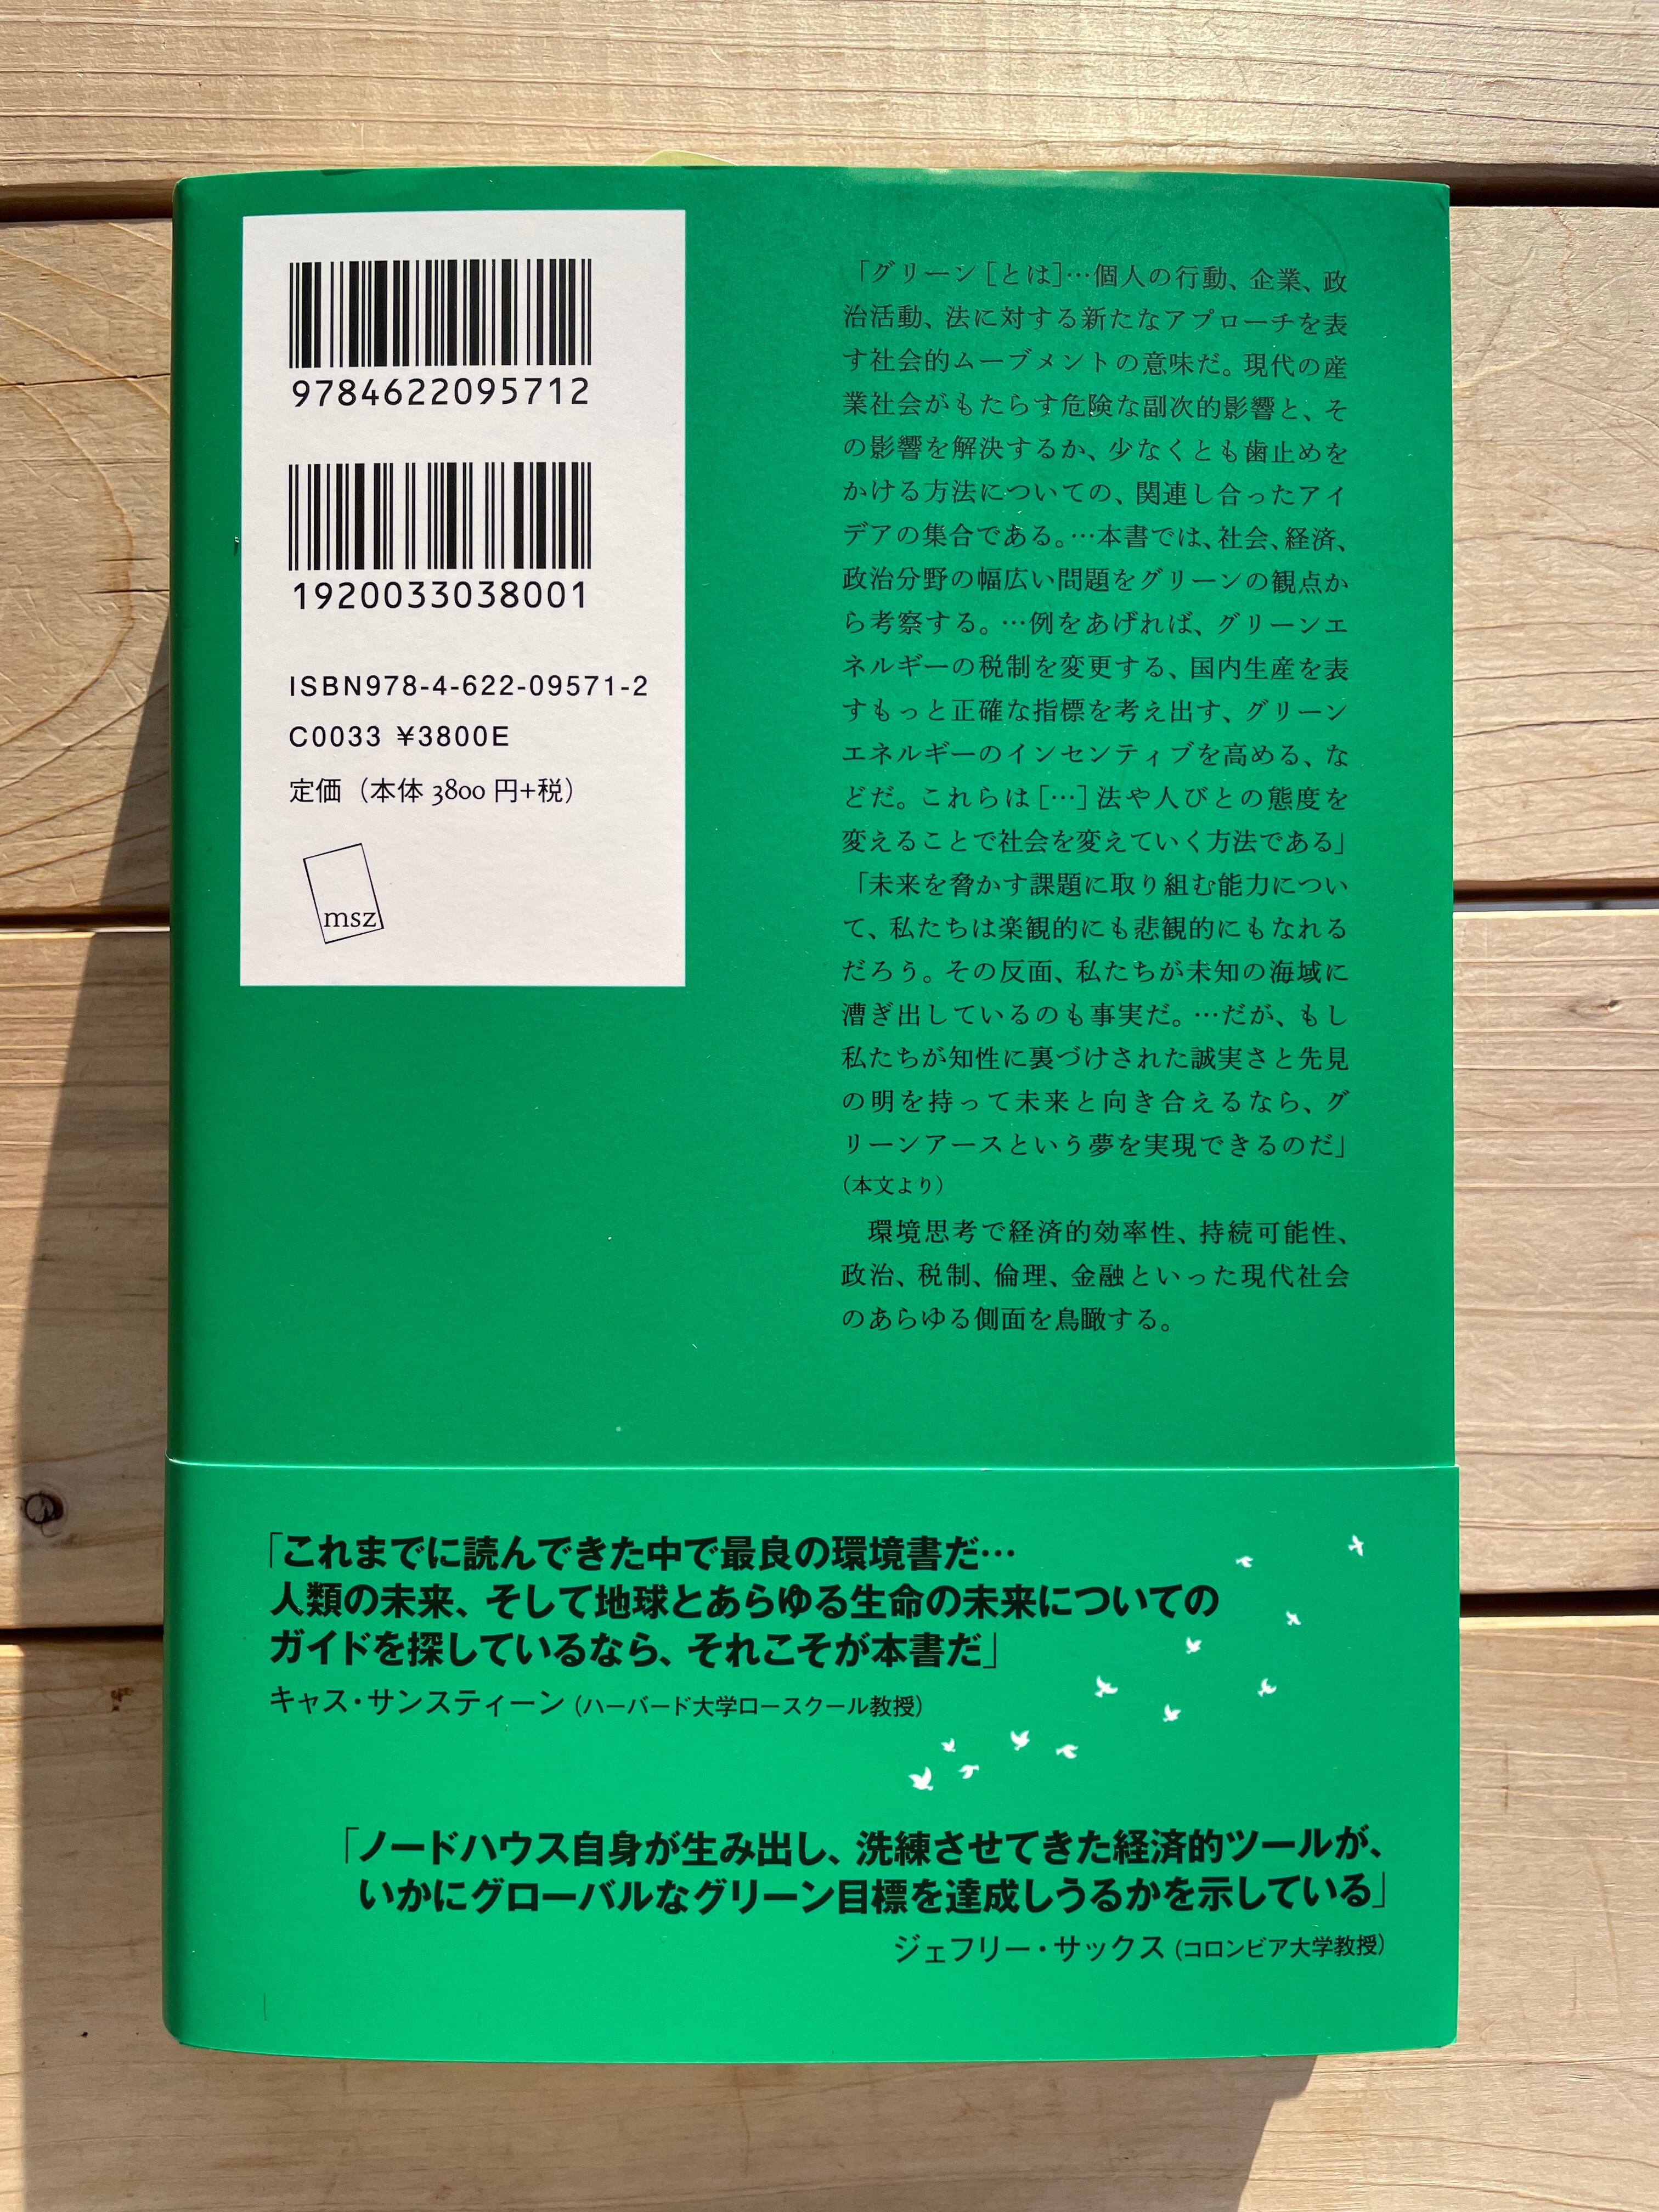 9784622095712
1920033038001
ISBN978-4-622-09571-2
C0033 ¥3800E
定価（本体 3800 円+税）
msz
「グリーン［とは］…個人の行動、企業、政
治活動、法に対する新たなアプローチを表
す社会的ムーブメントの意味だ。現代の産
業社会がもたらす危険な副次的影響と、そ
の影響を解決するか、少なくとも歯止めを
かける方法についての、関連し合ったアイ
デアの集合である。…本書では、社会、経済、
政治分野の幅広い問題をグリーンの観点か
ら考察する。…例をあげれば、グリーンエ
ネルギーの税制を変更する、国内生産を表
すもっと正確な指標を考え出す、グリーン
エネルギーのインセンティブを高める、な
どだ。これらは［…］法や人びとの態度を
変えることで社会を変えていく方法である」
「未来を脅かす課題に取り組む能力につい
て、私たちは楽観的にも悲観的にもなれる
だろう。その反面、私たちが未知の海域に
漕ぎ出しているのも事実だ。…だが、もし
私たちが知性に裏づけされた誠実さと先見
の明を持って未来と向き合えるなら、グ
リーンアースという夢を実現できるのだ」
（本文より）
環境思考で経済的効率性、持続可能性、
政治、税制、倫理、金融といった現代社会
のあらゆる側面を鳥瞰する。
「これまでに読んできた中で最良の環境書だ…
人類の未来、そして地球とあらゆる生命の未来についての
ガイドを探しているなら、それこそが本書だ」
キャス・サンスティーン（ハーバード大学ロースクール教授）
「ノードハウス自身が生み出し、洗練させてきた経済的ツールが、
いかにグローバルなグリーン目標を達成しうるかを示している」
ジェフリー・サックス（コロンビア大学教授）